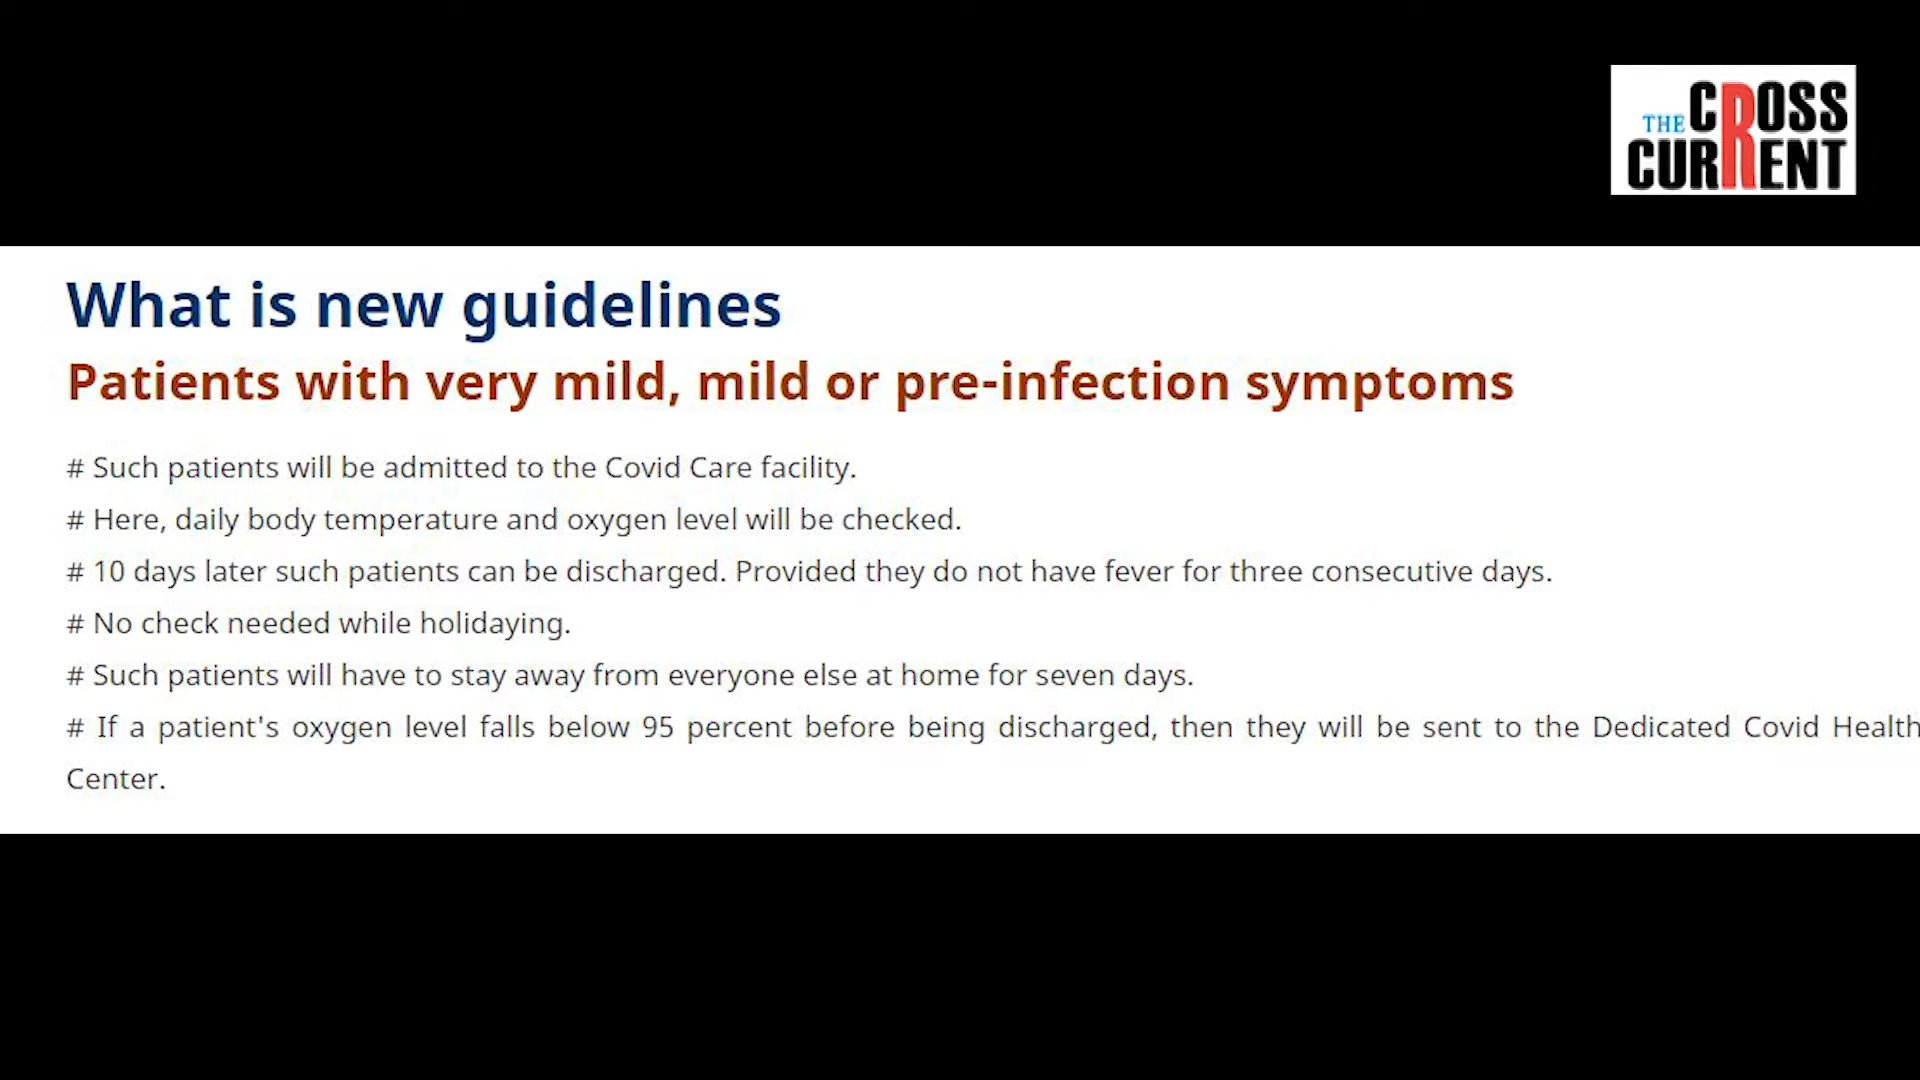 THE CROSS
CURRENT
What is new guidelines
Patients with very mild, mild or pre-infection symptoms
# Such patients will be admitted to the Covid Care facility.
# Here, daily body temperature and oxygen level will be checked.
# 10 days later such patients can be discharged. Provided they do not have fever for three consecutive days.
# No check needed while holidaying.
# Such patients will have to stay away from everyone else at home for seven days.
# If a patient's oxygen level falls below 95 percent before being discharged, then they will be sent to the Dedicated Covid Health
Center.